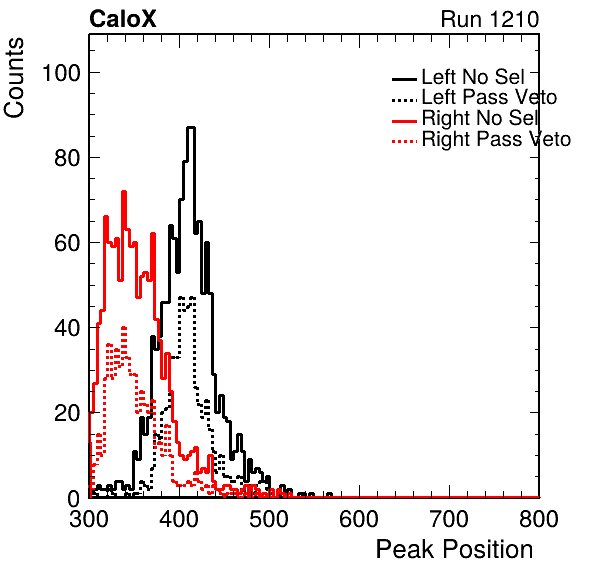 CaloX Run 1210
Counts
100
80
60
40
20
0
Left No Sel
Left Pass Veto
Right No Sel
Right Pass Veto
300 400 500 600 700 800
Peak Position